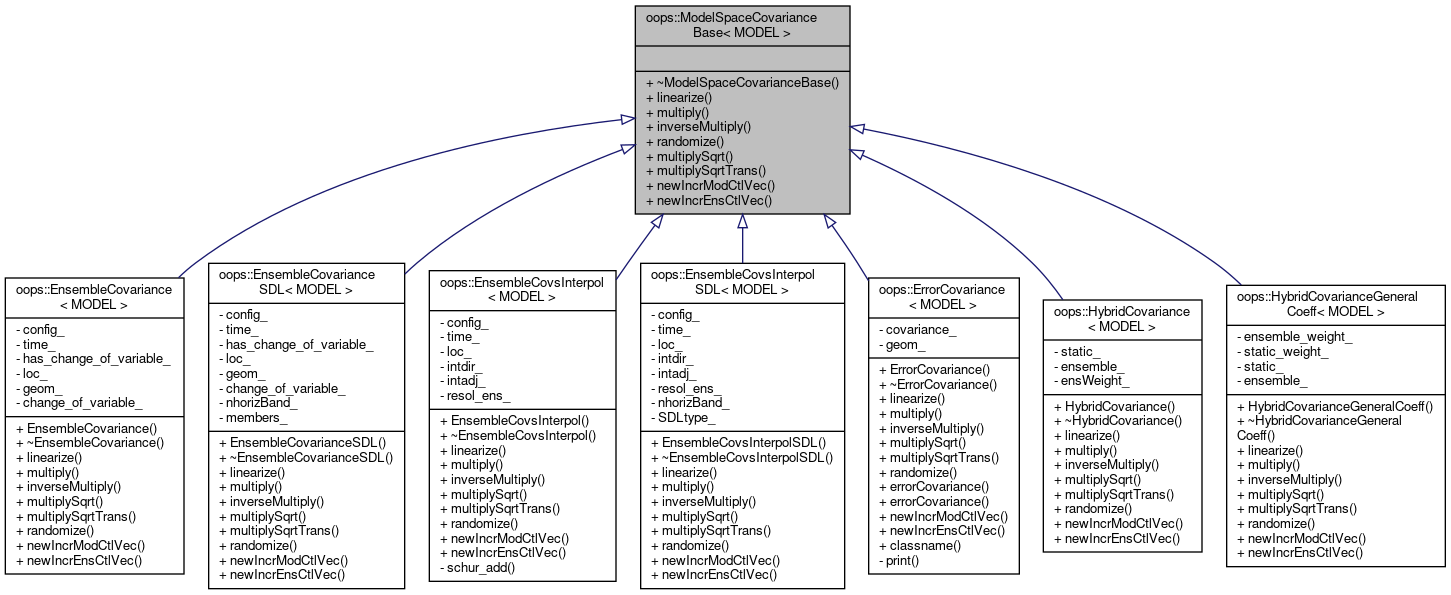 oops::ModelSpaceCovariance
Base< MODEL >
+ ~ModelSpaceCovarianceBase()
+ linearize()
+ multiply()
+ inverseMultiply()
+ randomize()
+ multiplySqrt()
+ multiplySqrtTrans()
+ newIncrModCtlVec()
+ newIncrEnsCtlVec()
oops::EnsembleCovariance
< MODEL >
- config_
- time_
- has_change_of_variable_
- loc_
- geom_
- change_of_variable_
+ EnsembleCovariance()
+ ~EnsembleCovariance()
+ linearize()
+ multiply()
+ inverseMultiply()
+ multiplySqrt()
+ multiplySqrtTrans()
+ randomize()
+ newIncrModCtlVec()
+ newIncrEnsCtlVec()
oops::EnsembleCovariance
SDL< MODEL >
- config_
- time_
- has_change_of_variable_
- loc_
- geom_
- change_of_variable_
- nhorizBand_
- members_
+ EnsembleCovarianceSDL()
+ ~EnsembleCovarianceSDL()
+ linearize()
+ multiply()
+ inverseMultiply()
+ multiplySqrt()
+ multiplySqrtTrans()
+ randomize()
+ newIncrModCtlVec()
+ newIncrEnsCtlVec()
oops::EnsembleCovsInterpol
< MODEL >
- config_
- time_
- loc_
- intdir_
- intadj_
- resol_ens_
+ EnsembleCovsInterpol()
+ ~EnsembleCovsInterpol()
+ linearize()
+ multiply()
+ inverseMultiply()
+ multiplySqrt()
+ multiplySqrtTrans()
+ randomize()
+ newIncrModCtlVec()
+ newIncrEnsCtlVec()
- schur_add()
oops::EnsembleCovsInterpol
SDL< MODEL >
- config_
- time_
- loc_
- intdir_
- intadj_
- resol_ens_
- nhorizBand_
- SDLtype_
+ EnsembleCovsInterpolSDL()
+ ~EnsembleCovsInterpolSDL()
+ linearize()
+ multiply()
+ inverseMultiply()
+ multiplySqrt()
+ multiplySqrtTrans()
+ randomize()
+ newIncrModCtlVec()
+ newIncrEnsCtlVec()
oops::ErrorCovariance
< MODEL >
- covariance_
- geom_
+ ErrorCovariance()
+ ~ErrorCovariance()
+ linearize()
+ multiply()
+ inverseMultiply()
+ multiplySqrt()
+ multiplySqrtTrans()
+ randomize()
+ errorCovariance()
+ errorCovariance()
+ newIncrModCtlVec()
+ newIncrEnsCtlVec()
+ classname()
- print()
oops::HybridCovariance
< MODEL >
- static_
- ensemble_
- ensWeight_
+ HybridCovariance()
+ ~HybridCovariance()
+ linearize()
+ multiply()
+ inverseMultiply()
+ multiplySqrt()
+ multiplySqrtTrans()
+ randomize()
+ newIncrModCtlVec()
+ newIncrEnsCtlVec()
oops::HybridCovarianceGeneral
Coeff< MODEL >
- ensemble_weight_
- static_weight_
- static_
- ensemble_
+ HybridCovarianceGeneralCoeff()
+ ~HybridCovarianceGeneral
Coeff()
+ linearize()
+ multiply()
+ inverseMultiply()
+ multiplySqrt()
+ multiplySqrtTrans()
+ randomize()
+ newIncrModCtlVec()
+ newIncrEnsCtlVec()